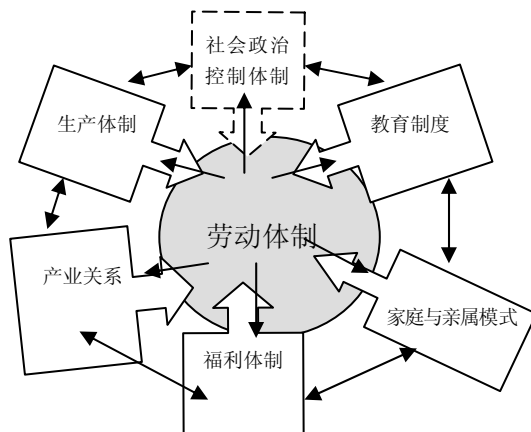 社会政治
控制体制
生产体制
教育制度
劳动体制
产业关系
家庭与亲属模式
福利体制